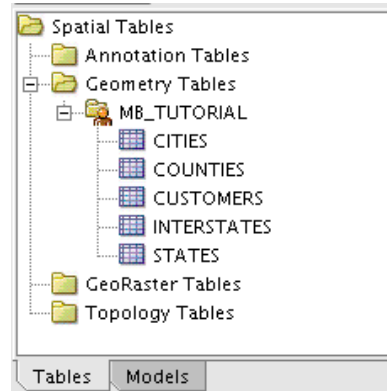 Spatial Tables
Annotation Tables
Geometry Tables
MB_TUTORIAL
CITIES
COUNTIES
CUSTOMERS
INTERSTATES
STATES
GeoRaster Tables
Topology Tables
Tables Models